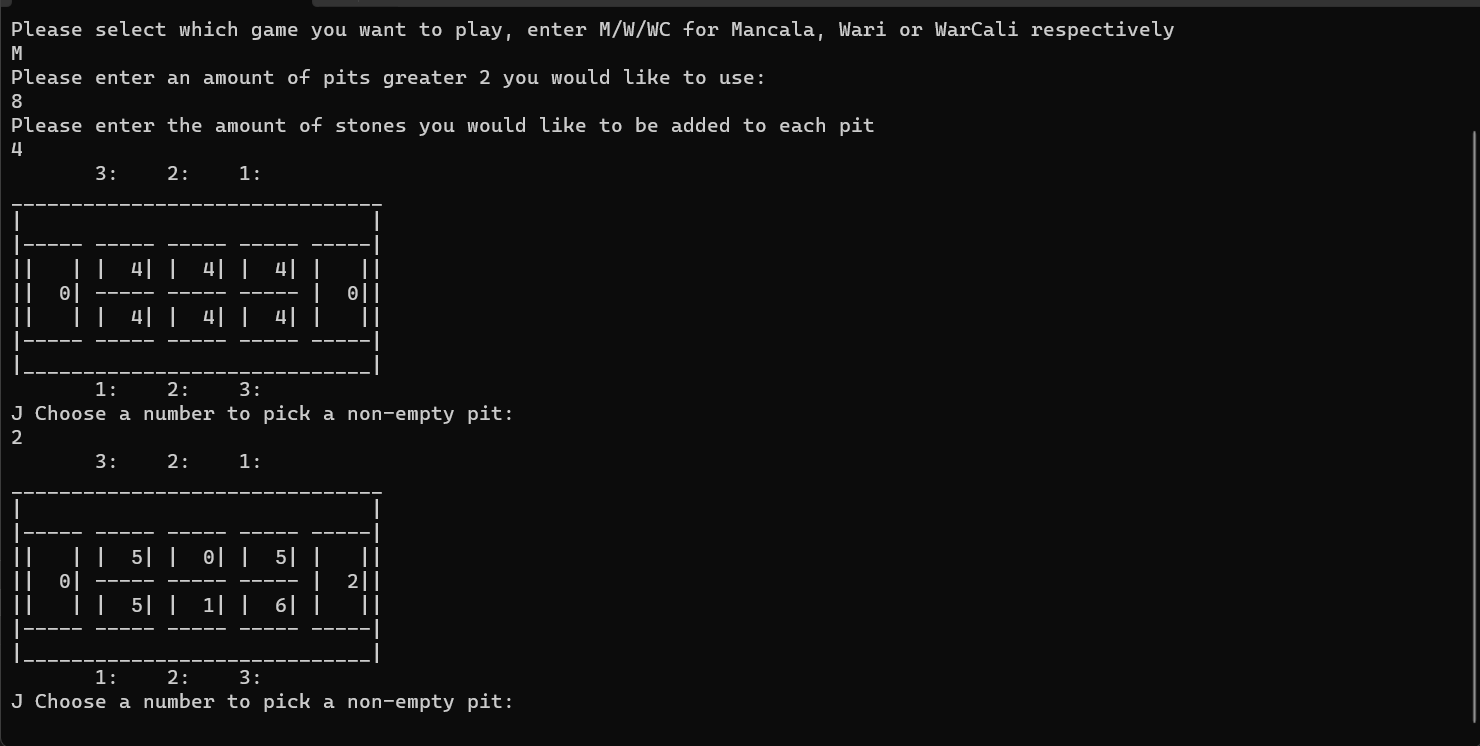 Please select which game you want to play, enter M/W/WC for Mancala, Wari or WarCali respectively
M
Please enter an amount of pits greater 2 you would like to use:
8
Please enter the amount of stones you would like to be added to each pit
4
       3:    2:    1:
_______________________________
|                             |
|----- ----- ----- ----- -----|
||   | |  4| |  4| |  4| |   ||
||  0| ----- ----- ----- |  0||
||   | |  4| |  4| |  4| |   ||
|----- ----- ----- ----- -----|
|_____________________________|
       1:    2:    3:
J Choose a number to pick a non-empty pit:
2
       3:    2:    1:
_______________________________
|                             |
|----- ----- ----- ----- -----|
||   | |  5| |  0| |  5| |   ||
||  0| ----- ----- ----- |  2||
||   | |  5| |  1| |  6| |   ||
|----- ----- ----- ----- -----|
|_____________________________|
       1:    2:    3:
J Choose a number to pick a non-empty pit: